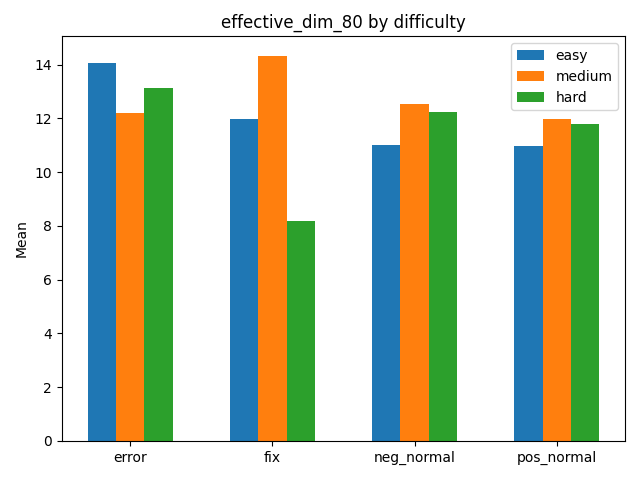 effective_dim_80 by difficulty
easy
medium
hard
Mean
14
12
10
8
6
4
2
0
error
fix
neg_normal
pos_normal